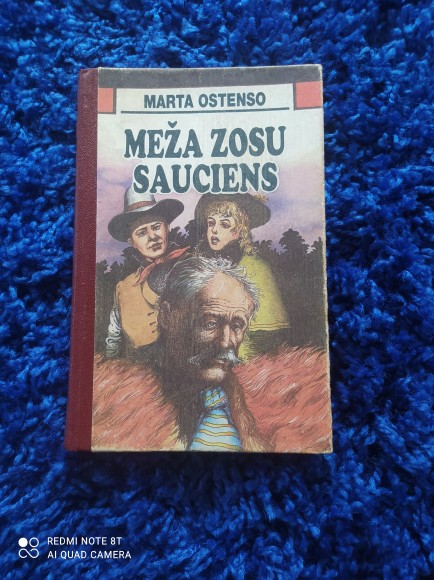 MARTA OSTENSO
MEŽA ZOSU
SAUCIENS
REDMI NOTE 8T
AI QUAD CAMERA